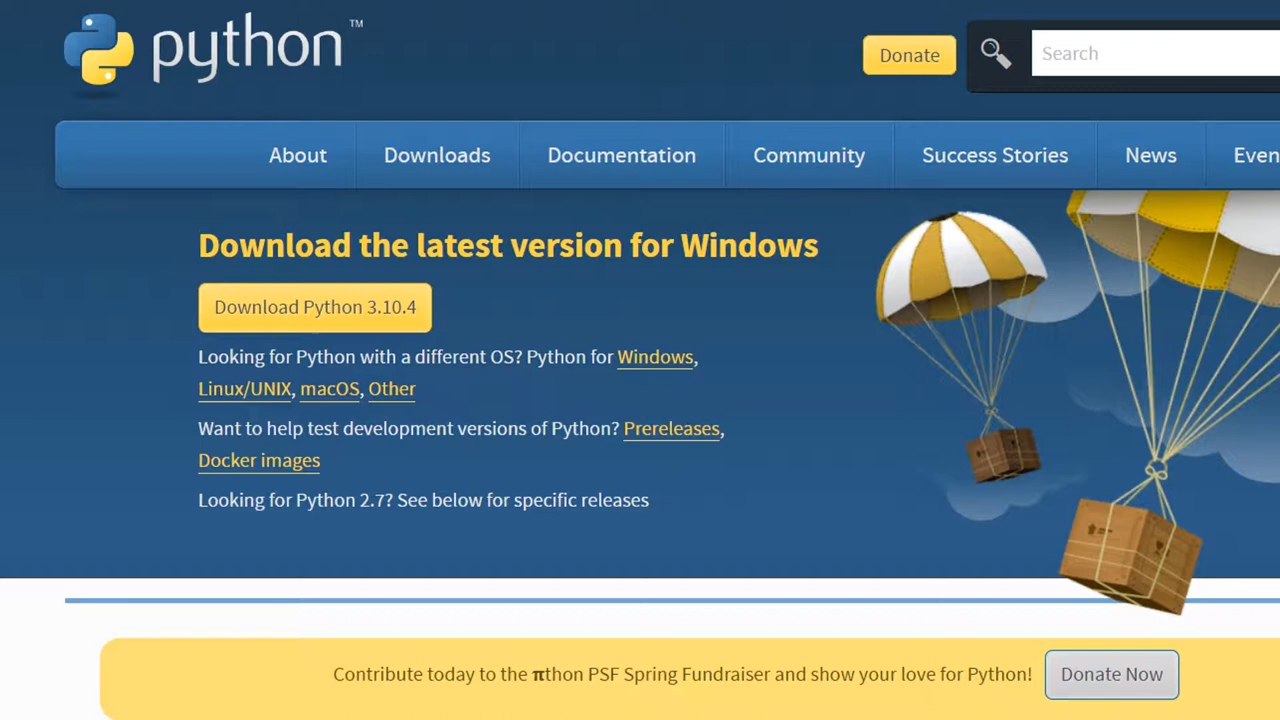 python™
Donate
Search
About Downloads Documentation Community Success Stories News Even
Download the latest version for Windows
Download Python 3.10.4
Looking for Python with a different OS? Python for Windows,
Linux/UNIX, macOS, Other
Want to help test development versions of Python? Prereleases,
Docker images
Looking for Python 2.7? See below for specific releases
Contribute today to the πthon PSF Spring Fundraiser and show your love for Python! Donate Now